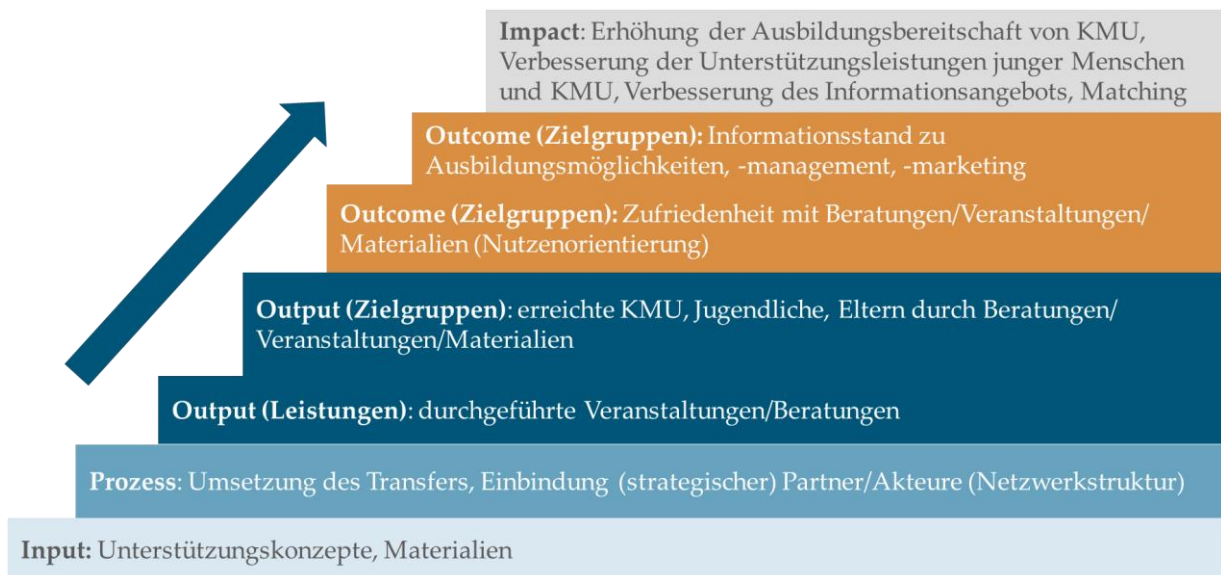 Impact: Erhöhung der Ausbildungsbereitschaft von KMU,
Verbesserung der Unterstützungsleistungen junger Menschen
und KMU, Verbesserung des Informationsangebots, Matching
Outcome (Zielgruppen): Informationsstand zu
Ausbildungsmöglichkeiten, -management, -marketing
Outcome (Zielgruppen): Zufriedenheit mit Beratungen/Veranstaltungen/
Materialien (Nutzenorientierung)
Output (Zielgruppen): erreichte KMU, Jugendliche, Eltern durch Beratungen/
Veranstaltungen/Materialien
Output (Leistungen): durchgeführte Veranstaltungen/Beratungen
Prozess: Umsetzung des Transfers, Einbindung (strategischer) Partner/Akteure (Netzwerkstruktur)
Input: Unterstützungskonzepte, Materialien